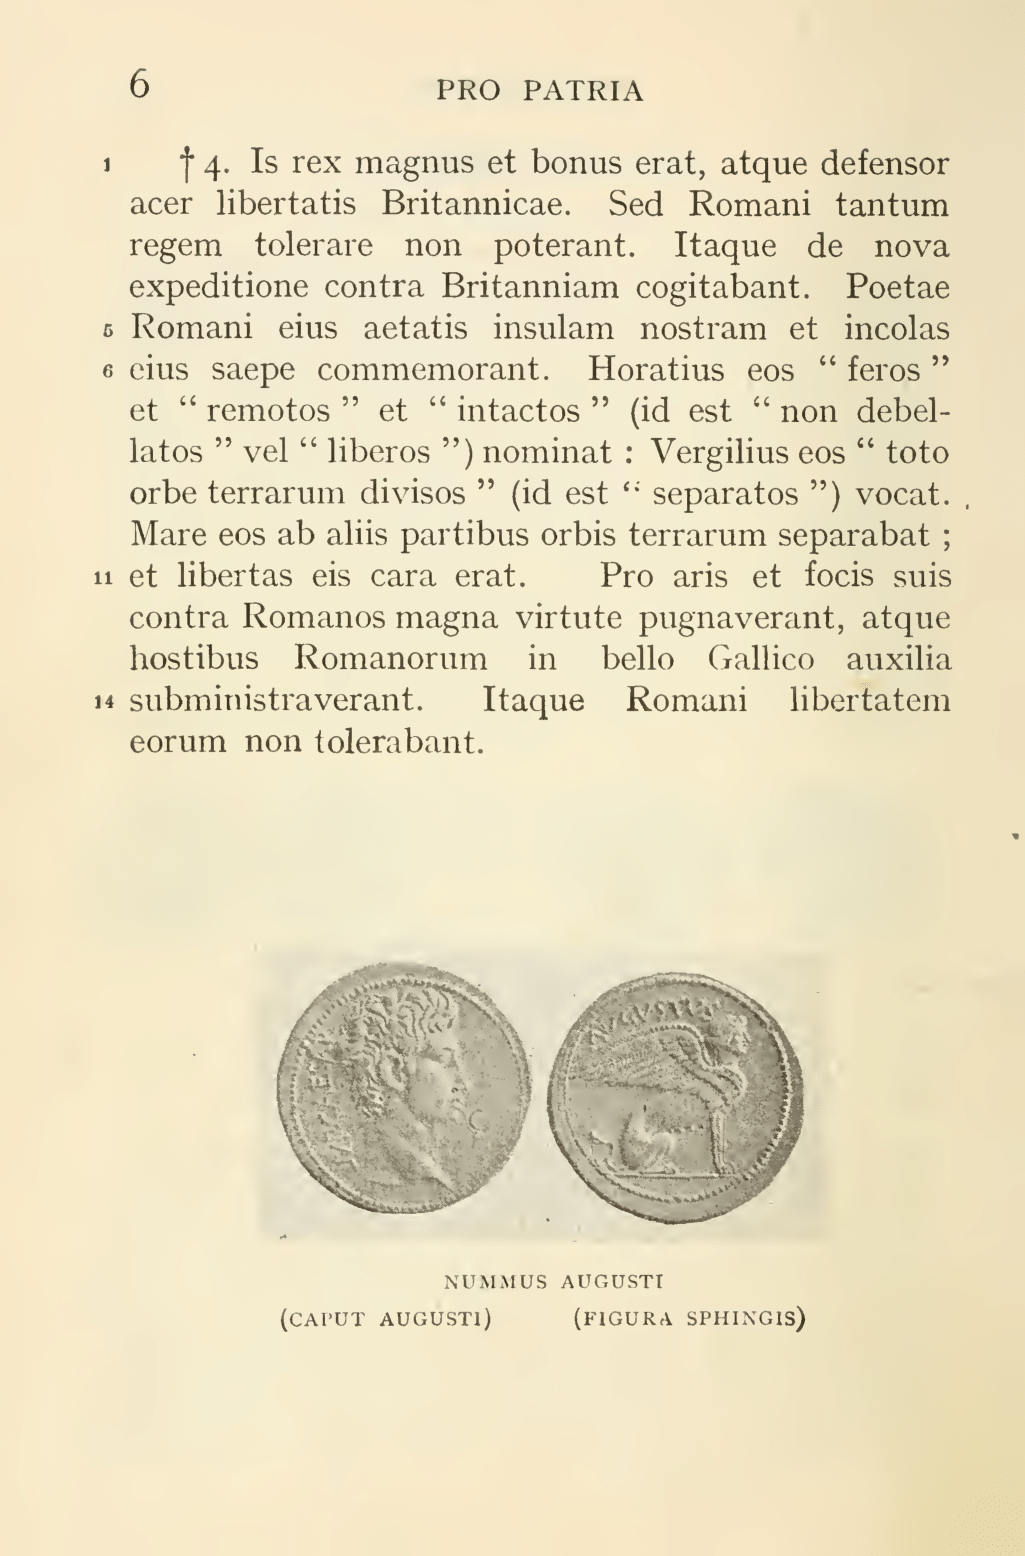 6 PRO PATRIA
1 † 4. Is rex magnus et bonus erat, atque defensor
acer libertatis Britannicae. Sed Romani tantum
regem tolerare non poterant. Itaque de nova
expeditione contra Britanniam cogitabant. Poetae
5 Romani eius aetatis insulam nostram et incolas
6 eius saepe commemorant. Horatius eos “ feros ”
et “ remotos ” et “ intactos ” (id est “ non debel-
latos ” vel “ liberos ”) nominat : Vergilius eos “ toto
orbe terrarum divisos ” (id est “ separatos ”) vocat.
Mare eos ab aliis partibus orbis terrarum separabat ;
11 et libertas eis cara erat. Pro aris et focis suis
contra Romanos magna virtute pugnaverant, atque
hostibus Romanorum in bello Gallico auxilia
14 subministraverant. Itaque Romani libertatem
eorum non tolerabant.
NUMMUS AUGUSTI
(CAPUT AUGUSTI) (FIGURA SPHINGIS)